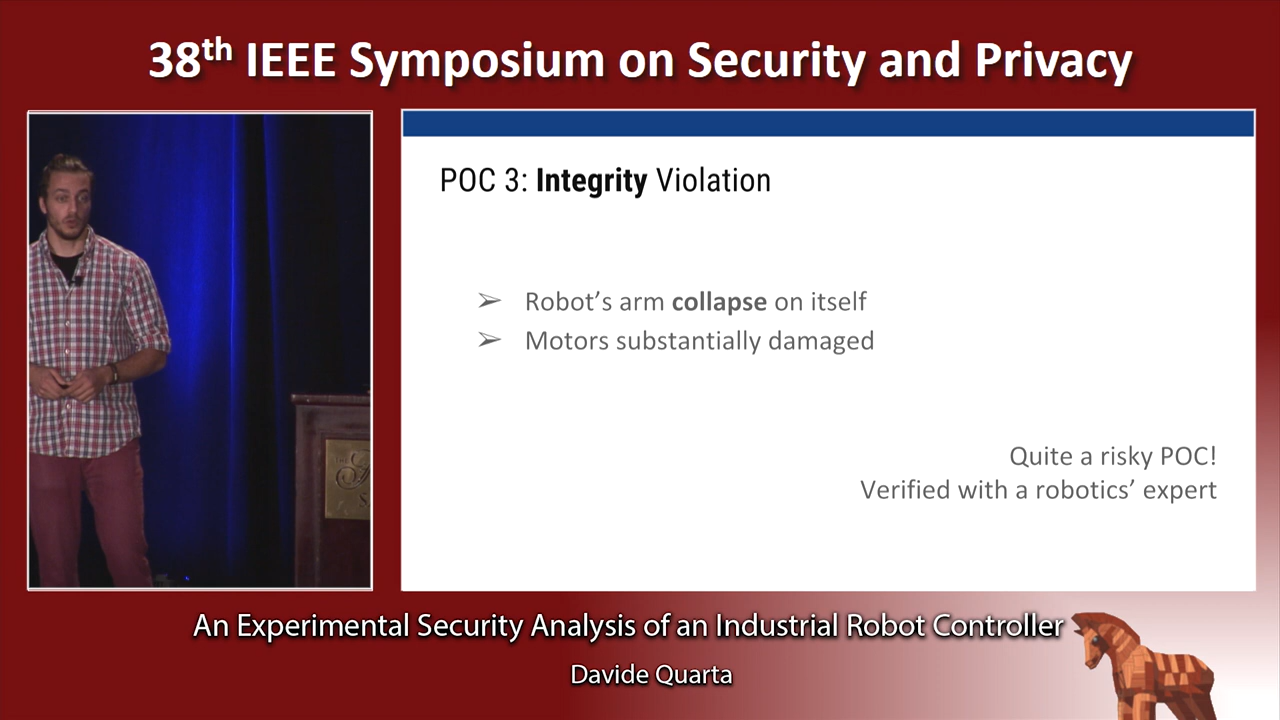 38th IEEE Symposium on Security and Privacy
POC 3: Integrity Violation
➢ Robot's arm collapse on itself
➢ Motors substantially damaged
Quite a risky POC!
Verified with a robotics' expert
An Experimental Security Analysis of an Industrial Robot Controller
Davide Quarta